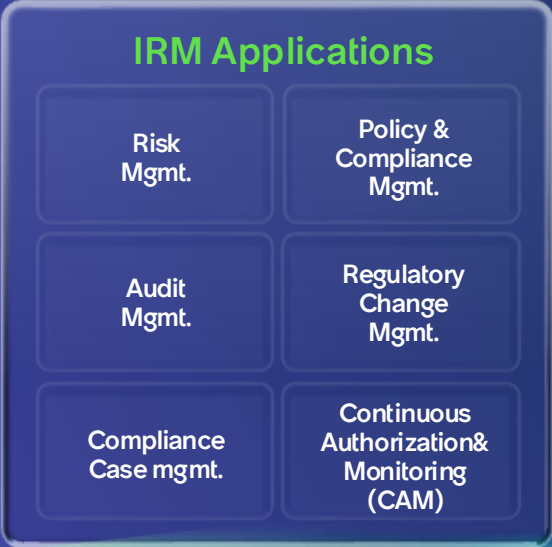 IRM Applications
Risk
Mgmt.
Policy &
Compliance
Mgmt.
Audit
Mgmt.
Regulatory
Change
Mgmt.
Compliance
Case mgmt.
Continuous
Authorization&
Monitoring
(CAM)